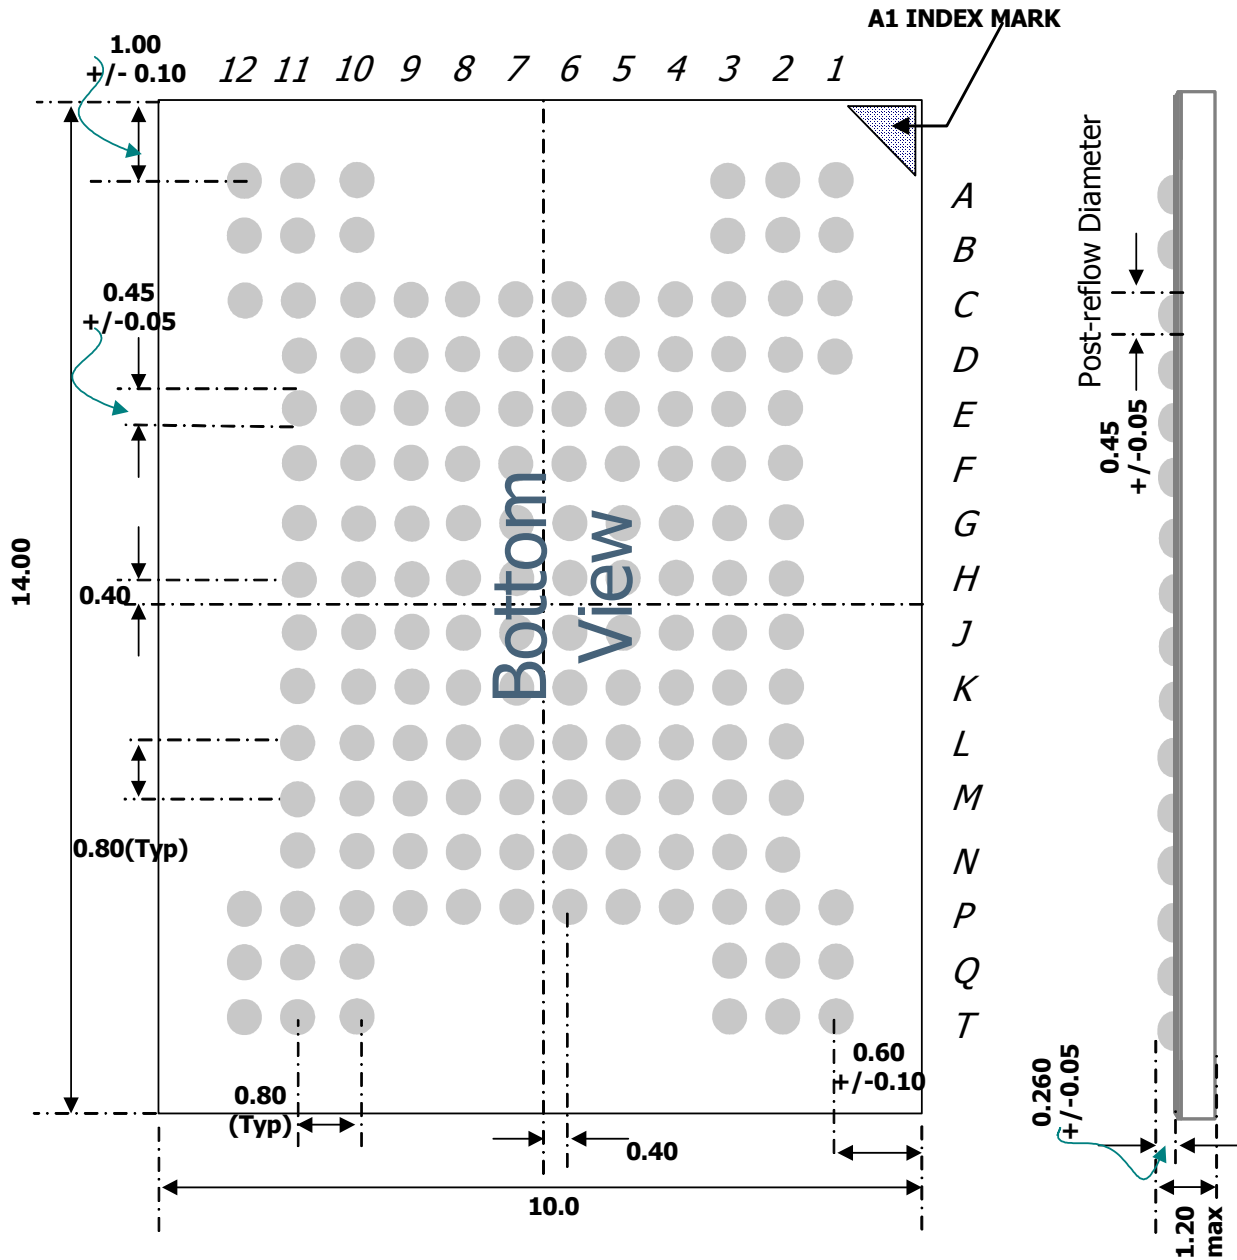 A1 INDEX MARK
1.00
+/- 0.10
12 11 10 9 8 7 6 5 4 3 2 1
A
B
C
D
E
F
G
H
J
K
L
M
N
P
Q
T
0.45
+/-0.05
14.00
0.40
0.80(Typ)
Bottom
View
0.80
(Typ)
0.40
0.60
+/-0.10
10.0
Post-reflow Diameter
0.45
+/-0.05
0.260
+/-0.05
1.20
max